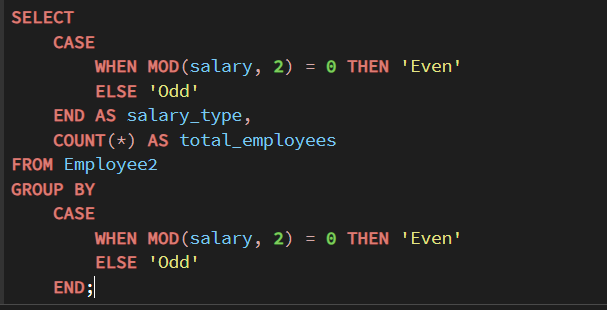 SELECT
    CASE
        WHEN MOD(salary, 2) = 0 THEN 'Even'
        ELSE 'Odd'
    END AS salary_type,
    COUNT(*) AS total_employees
FROM Employee2
GROUP BY
    CASE
        WHEN MOD(salary, 2) = 0 THEN 'Even'
        ELSE 'Odd'
    END;